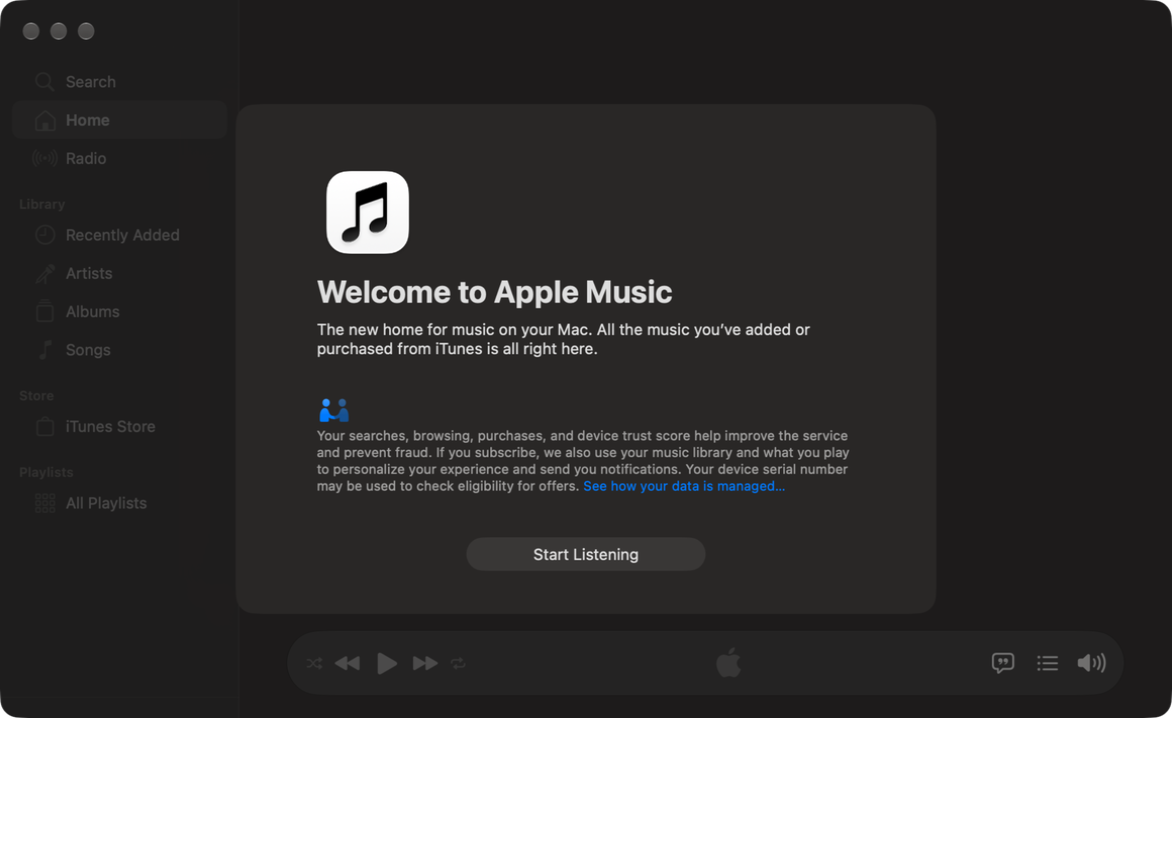 Search
Home
Radio
Library
Recently Added
Artists
Albums
Songs
Store
iTunes Store
Playlists
All Playlists
Welcome to Apple Music
The new home for music on your Mac. All the music you’ve added or
purchased from iTunes is all right here.
Your searches, browsing, purchases, and device trust score help improve the service
and prevent fraud. If you subscribe, we also use your music library and what you play
to personalize your experience and send you notifications. Your device serial number
may be used to check eligibility for offers. See how your data is managed...
Start Listening